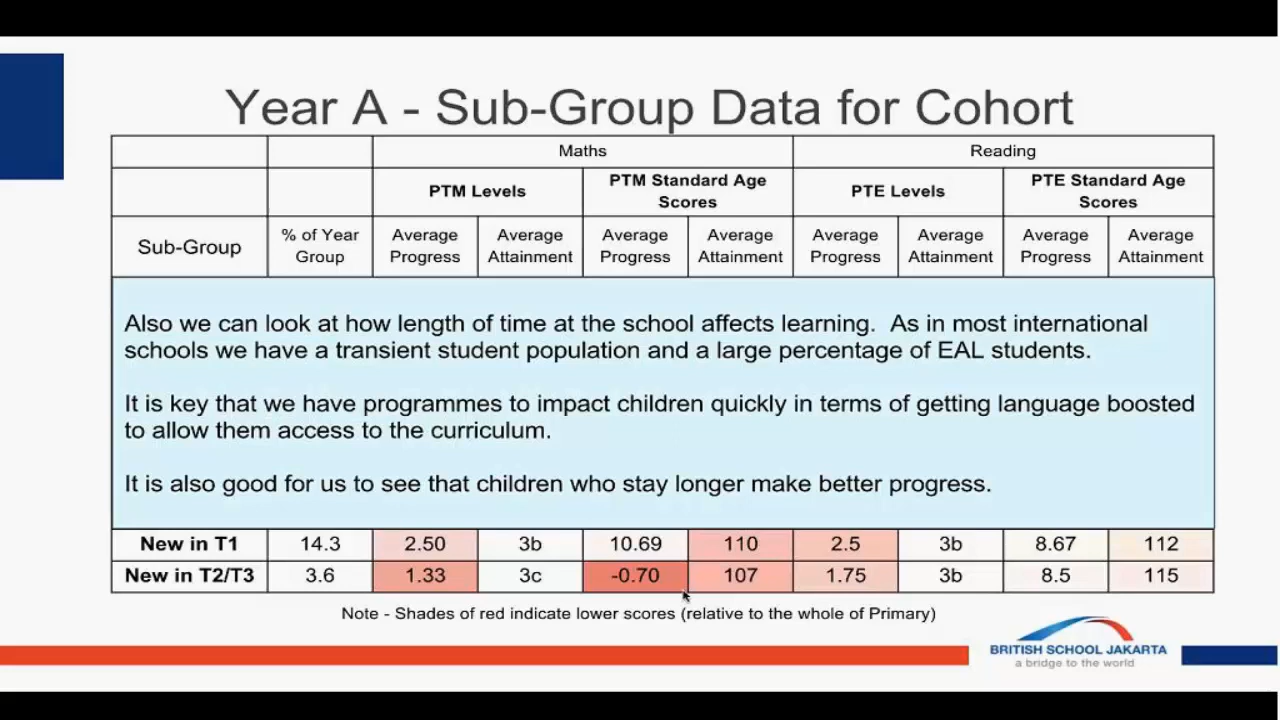 Year A - Sub-Group Data for Cohort
Maths Reading
PTM Levels PTM Standard Age Scores PTE Levels PTE Standard Age Scores
Sub-Group % of Year Group Average Progress Average Attainment Average Progress Average Attainment Average Progress Average Attainment Average Progress Average Attainment
Also we can look at how length of time at the school affects learning. As in most international
schools we have a transient student population and a large percentage of EAL students.
It is key that we have programmes to impact children quickly in terms of getting language boosted
to allow them access to the curriculum.
It is also good for us to see that children who stay longer make better progress.
New in T1 14.3 2.50 3b 10.69 110 2.5 3b 8.67 112
New in T2/T3 3.6 1.33 3c -0.70 107 1.75 3b 8.5 115
Note - Shades of red indicate lower scores (relative to the whole of Primary)
BRITISH SCHOOL JAKARTA
a bridge to the world